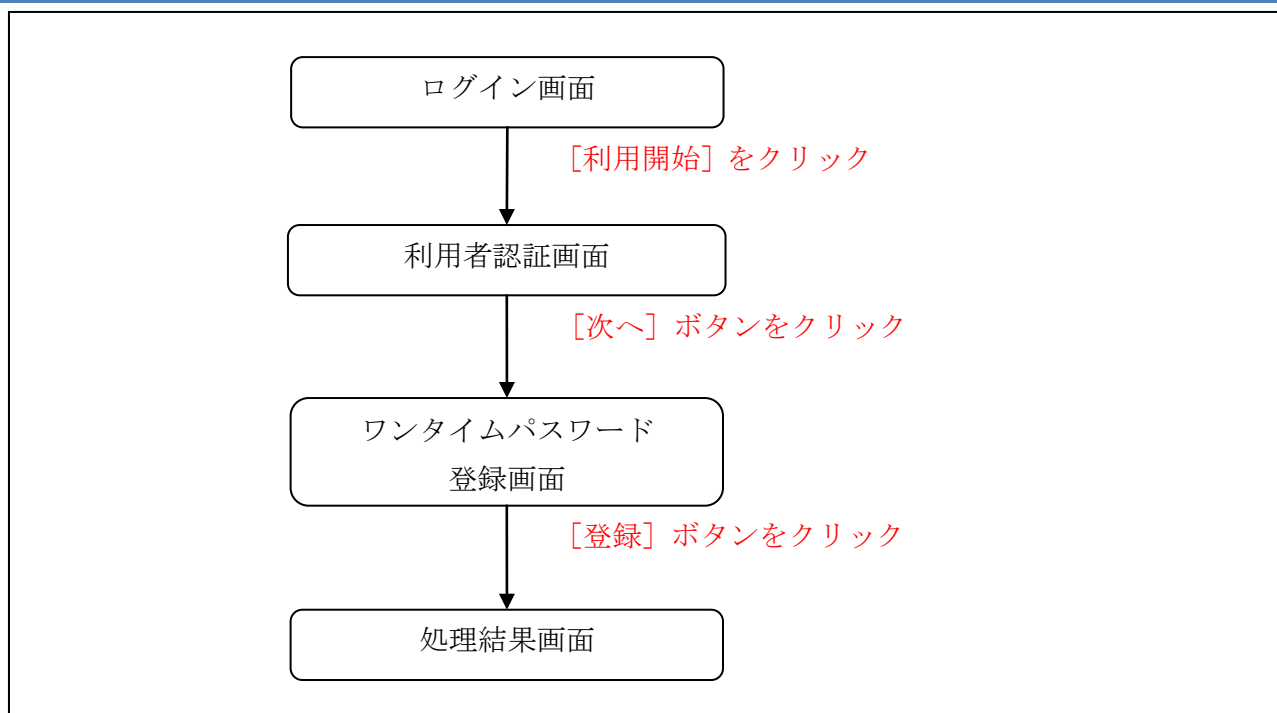 ログイン画面
［利用開始］をクリック
利用者認証画面
［次へ］ボタンをクリック
ワンタイムパスワード
登録画面
［登録］ボタンをクリック
処理結果画面